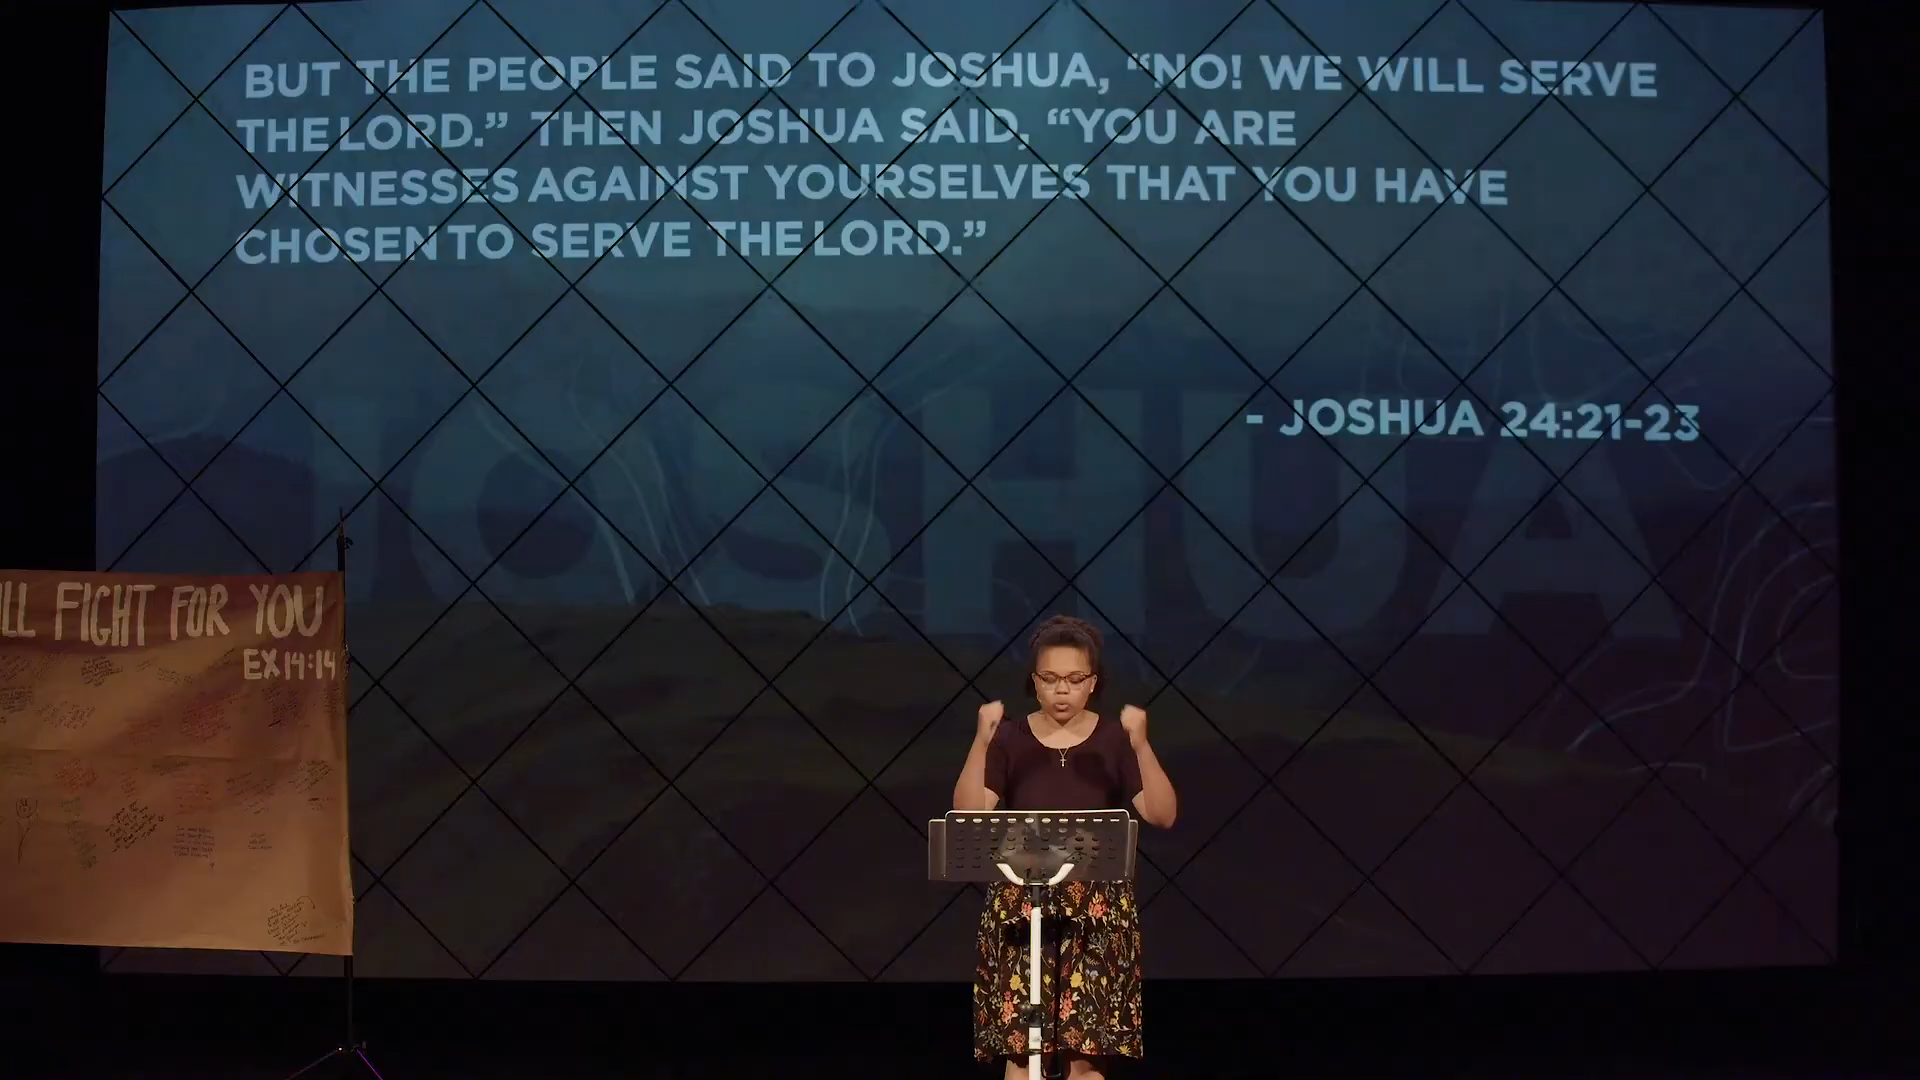 BUT THE PEOPLE SAID TO JOSHUA, “NO! WE WILL SERVE
THE LORD.” THEN JOSHUA SAID, “YOU ARE
WITNESSES AGAINST YOURSELVES THAT YOU HAVE
CHOSEN TO SERVE THE LORD.”
- JOSHUA 24:21-23
JOSHUA
FIGHT FOR YOU
EX 14:14